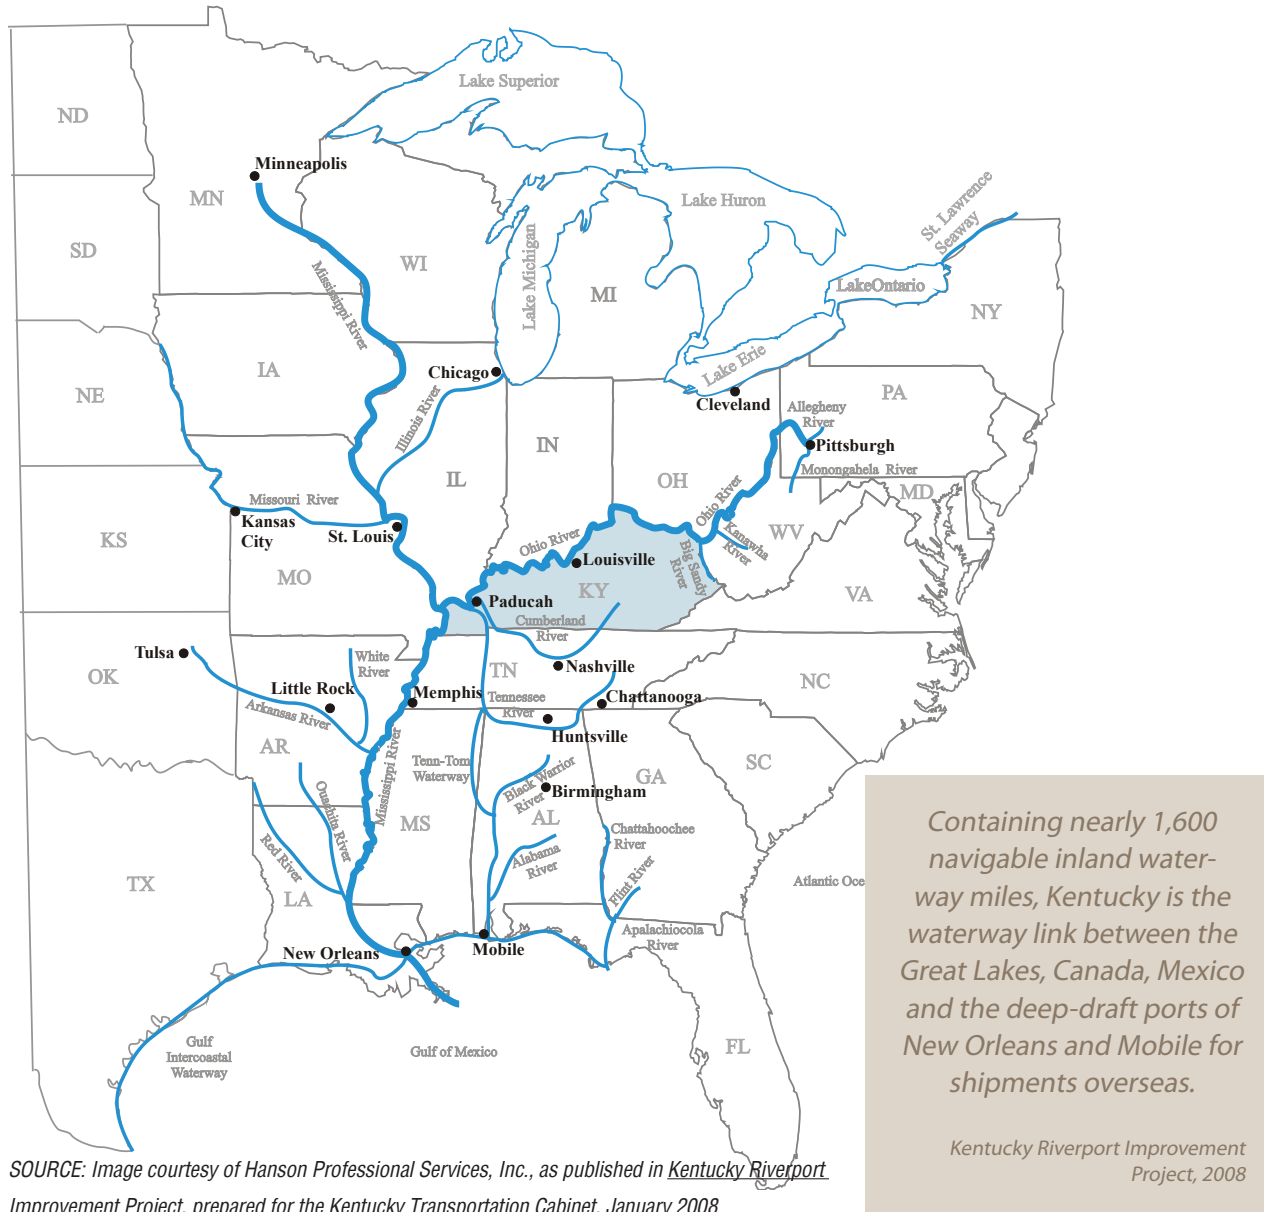 Lake Superior
ND
Minneapolis
MN
Lake Huron
St. Lawrence
Seaway
SD
WI
Lake Michigan
MI
LakeOntario
Mississippi River
NY
IA
Chicago
Lake Erie
NE
Cleveland
PA
Illinois River
Allegheny
River
IN
Pittsburgh
IL
OH
Monongahela River
Missouri River
Ohio River
MD
Kansas
City
St. Louis
Ohio River
WV
Kanawha
River
KS
Louisville
Big Sandy
River
MO
KY
VA
Paducah
Cumberland
River
Tulsa
White
River
TN
Nashville
OK
NC
Little Rock
Memphis
Tennessee
River
Chattanooga
Arkansas River
Huntsville
AR
Mississippi River
Tenn-Tom
Waterway
GA
SC
Black Warrior
River
Birmingham
Ouachita River
MS
AL
Chattahoochee
River
Red River
Alabama
River
TX
Flint River
Atlantic Oce
LA
Apalachiocola
River
New Orleans
Mobile
Gulf
Intercoastal
Waterway
Gulf of Mexico
FL
Containing nearly 1,600
navigable inland water-
way miles, Kentucky is the
waterway link between the
Great Lakes, Canada, Mexico
and the deep-draft ports of
New Orleans and Mobile for
shipments overseas.
Kentucky Riverport Improvement
Project, 2008
SOURCE: Image courtesy of Hanson Professional Services, Inc., as published in Kentucky Riverport
Improvement Project, prepared for the Kentucky Transportation Cabinet, January 2008